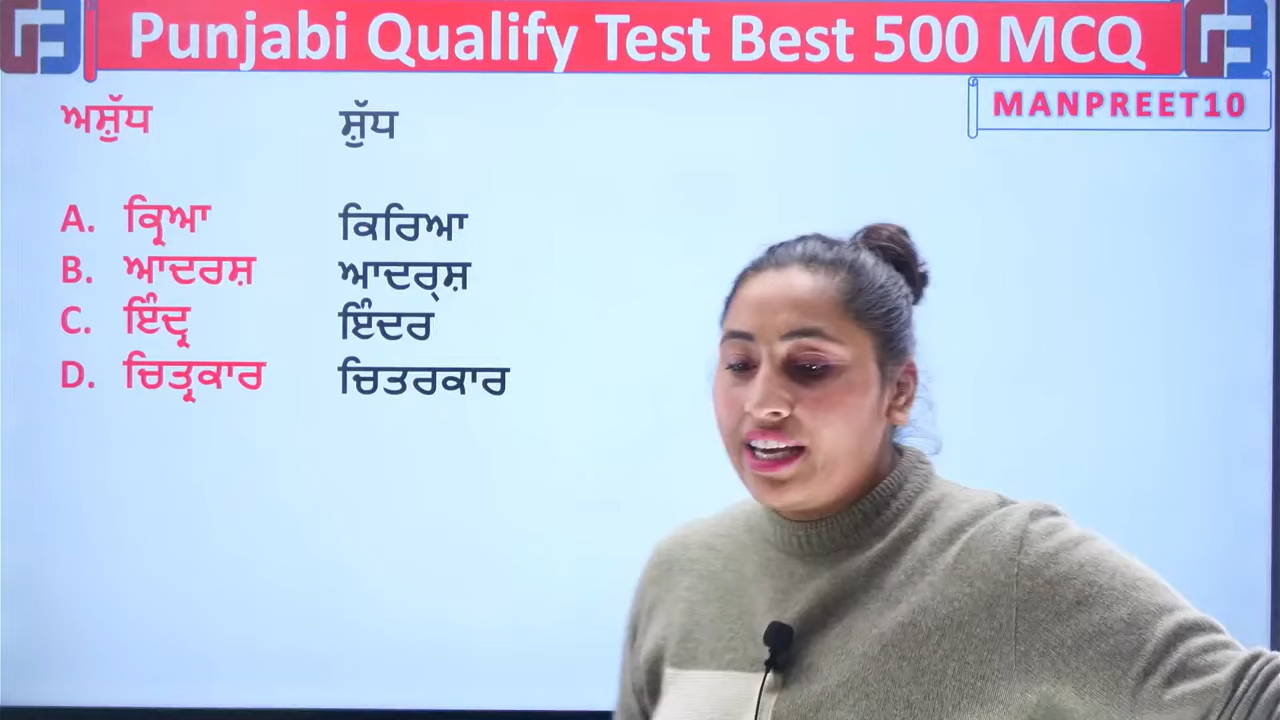 Punjabi Qualify Test Best 500 MCQ
MANPREET10
ਅਸ਼ੁੱਧ ਸ਼ੁੱਧ
A. ਕ੍ਰਿਆ ਕਿਰਿਆ
B. ਆਦਰਸ਼ ਆਦਰ੍ਸ਼
C. ਇੰਦ੍ਰ ਇੰਦਰ
D. ਚਿਤ੍ਰਕਾਰ ਚਿਤਰਕਾਰ